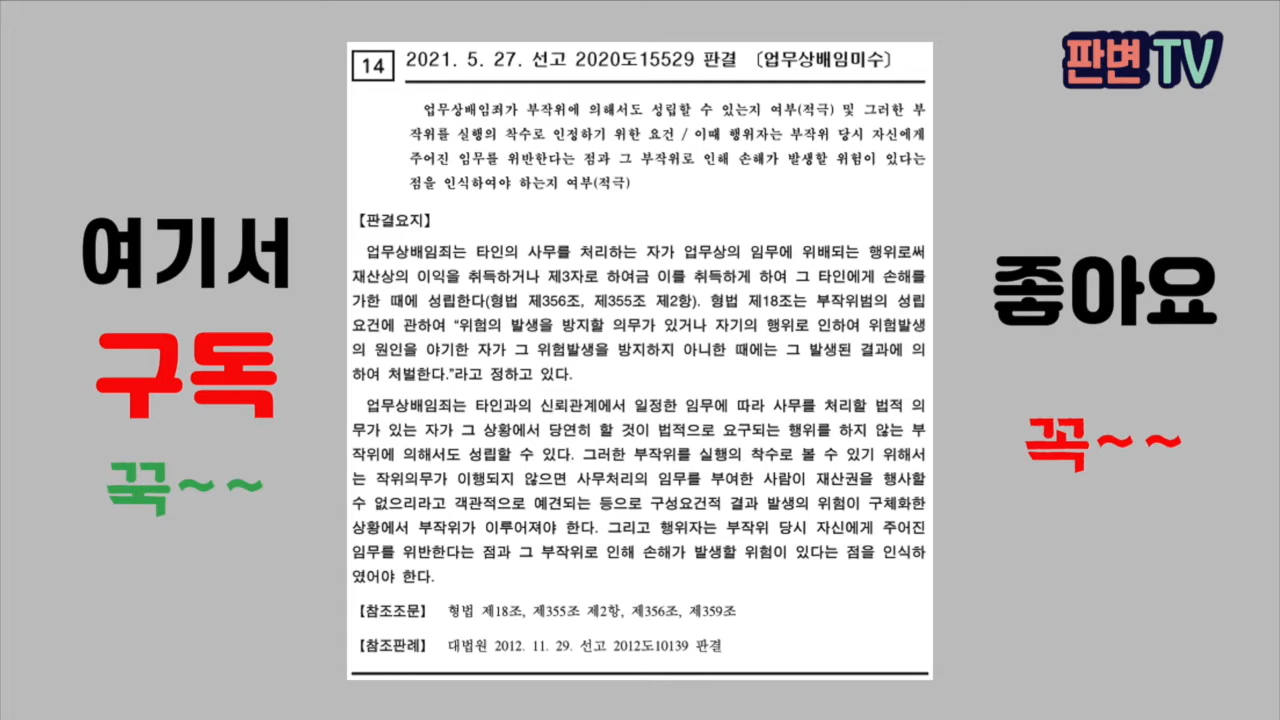 판변 TV
14
2021. 5. 27. 선고 2020도15529 판결 〔업무상배임미수〕
업무상배임죄가 부작위에 의해서도 성립할 수 있는지 여부(적극) 및 그러한 부
작위를 실행의 착수로 인정하기 위한 요건 / 이때 행위자는 부작위 당시 자신에게
주어진 임무를 위반한다는 점과 그 부작위로 인해 손해가 발생할 위험이 있다는
점을 인식하여야 하는지 여부(적극)
【판결요지】
업무상배임죄는 타인의 사무를 처리하는 자가 업무상의 임무에 위배되는 행위로써
재산상의 이익을 취득하거나 제3자로 하여금 이를 취득하게 하여 그 타인에게 손해를
가한 때에 성립한다(형법 제356조, 제355조 제2항). 형법 제18조는 부작위범의 성립
요건에 관하여 “위험의 발생을 방지할 의무가 있거나 자기의 행위로 인하여 위험발생
의 원인을 야기한 자가 그 위험발생을 방지하지 아니한 때에는 그 발생된 결과에 의
하여 처벌한다.”라고 정하고 있다.
업무상배임죄는 타인과의 신뢰관계에서 일정한 임무에 따라 사무를 처리할 법적 의
무가 있는 자가 그 상황에서 당연히 할 것이 법적으로 요구되는 행위를 하지 않는 부
작위에 의해서도 성립할 수 있다. 그러한 부작위를 실행의 착수로 볼 수 있기 위해서
는 작위의무가 이행되지 않으면 사무처리의 임무를 부여한 사람이 재산권을 행사할
수 없으리라고 객관적으로 예견되는 등으로 구성요건적 결과 발생의 위험이 구체화한
상황에서 부작위가 이루어져야 한다. 그리고 행위자는 부작위 당시 자신에게 주어진
임무를 위반한다는 점과 그 부작위로 인해 손해가 발생할 위험이 있다는 점을 인식하
였어야 한다.
【참조조문】 형법 제18조, 제355조 제2항, 제356조, 제359조
【참조판례】 대법원 2012. 11. 29. 선고 2012도10139 판결
여기서
구독
꾹~~
좋아요
꼭~~